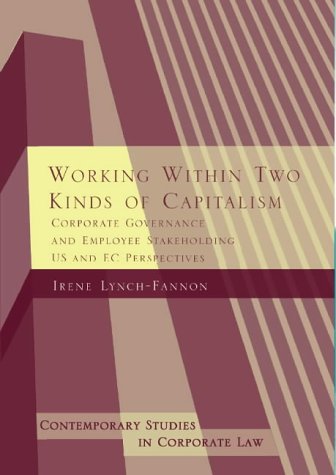 Working Within Two
Kinds of Capitalism
Corporate Governance
and Employee Stakeholding
US and EC Perspectives
Irene Lynch-Fannon
Contemporary Studies
in Corporate Law